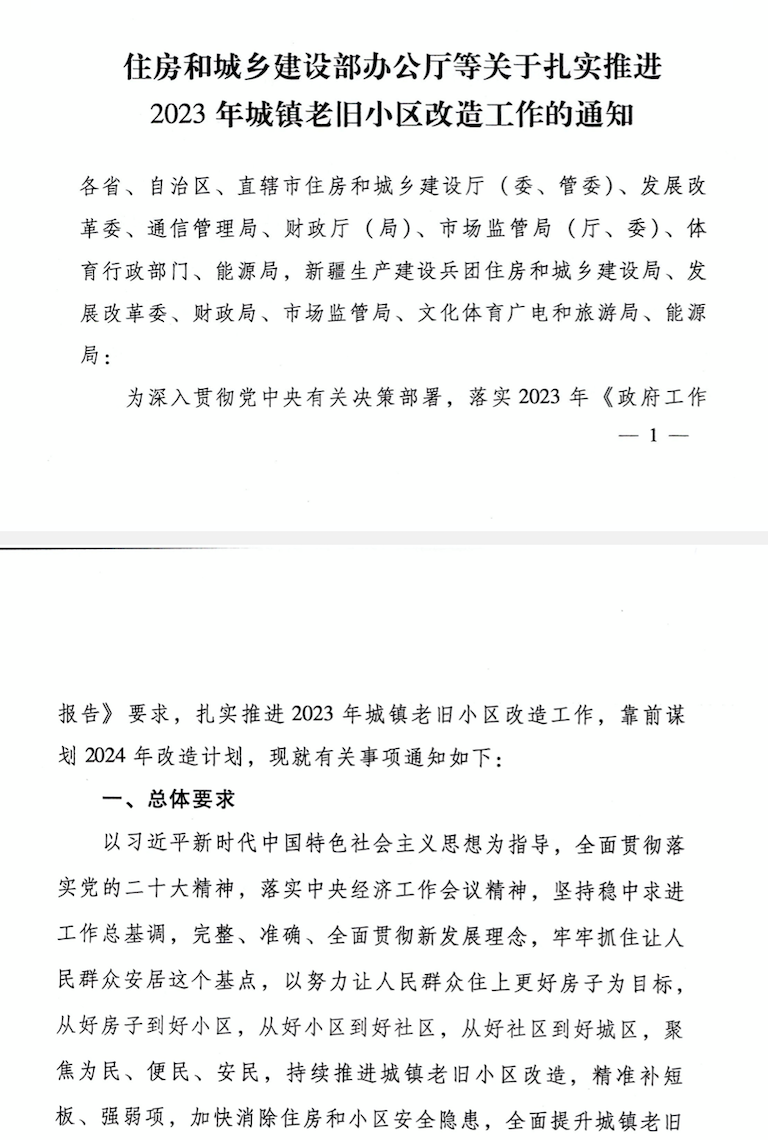 住房和城乡建设部办公厅等关于扎实推进
2023 年城镇老旧小区改造工作的通知
各省、自治区、直辖市住房和城乡建设厅（委、管委）、发展改
革委、通信管理局、财政厅（局）、市场监管局（厅、委）、体
育行政部门、能源局，新疆生产建设兵团住房和城乡建设局、发
展改革委、财政局、市场监管局、文化体育广电和旅游局、能源
局：
为深入贯彻党中央有关决策部署，落实 2023 年《政府工作
— 1 —
报告》要求，扎实推进 2023 年城镇老旧小区改造工作，靠前谋
划 2024 年改造计划，现就有关事项通知如下：
一、总体要求
以习近平新时代中国特色社会主义思想为指导，全面贯彻落
实党的二十大精神，落实中央经济工作会议精神，坚持稳中求进
工作总基调，完整、准确、全面贯彻新发展理念，牢牢抓住让人
民群众安居这个基点，以努力让人民群众住上更好房子为目标，
从好房子到好小区，从好小区到好社区，从好社区到好城区，聚
焦为民、便民、安民，持续推进城镇老旧小区改造，精准补短
板、强弱项，加快消除住房和小区安全隐患，全面提升城镇老旧